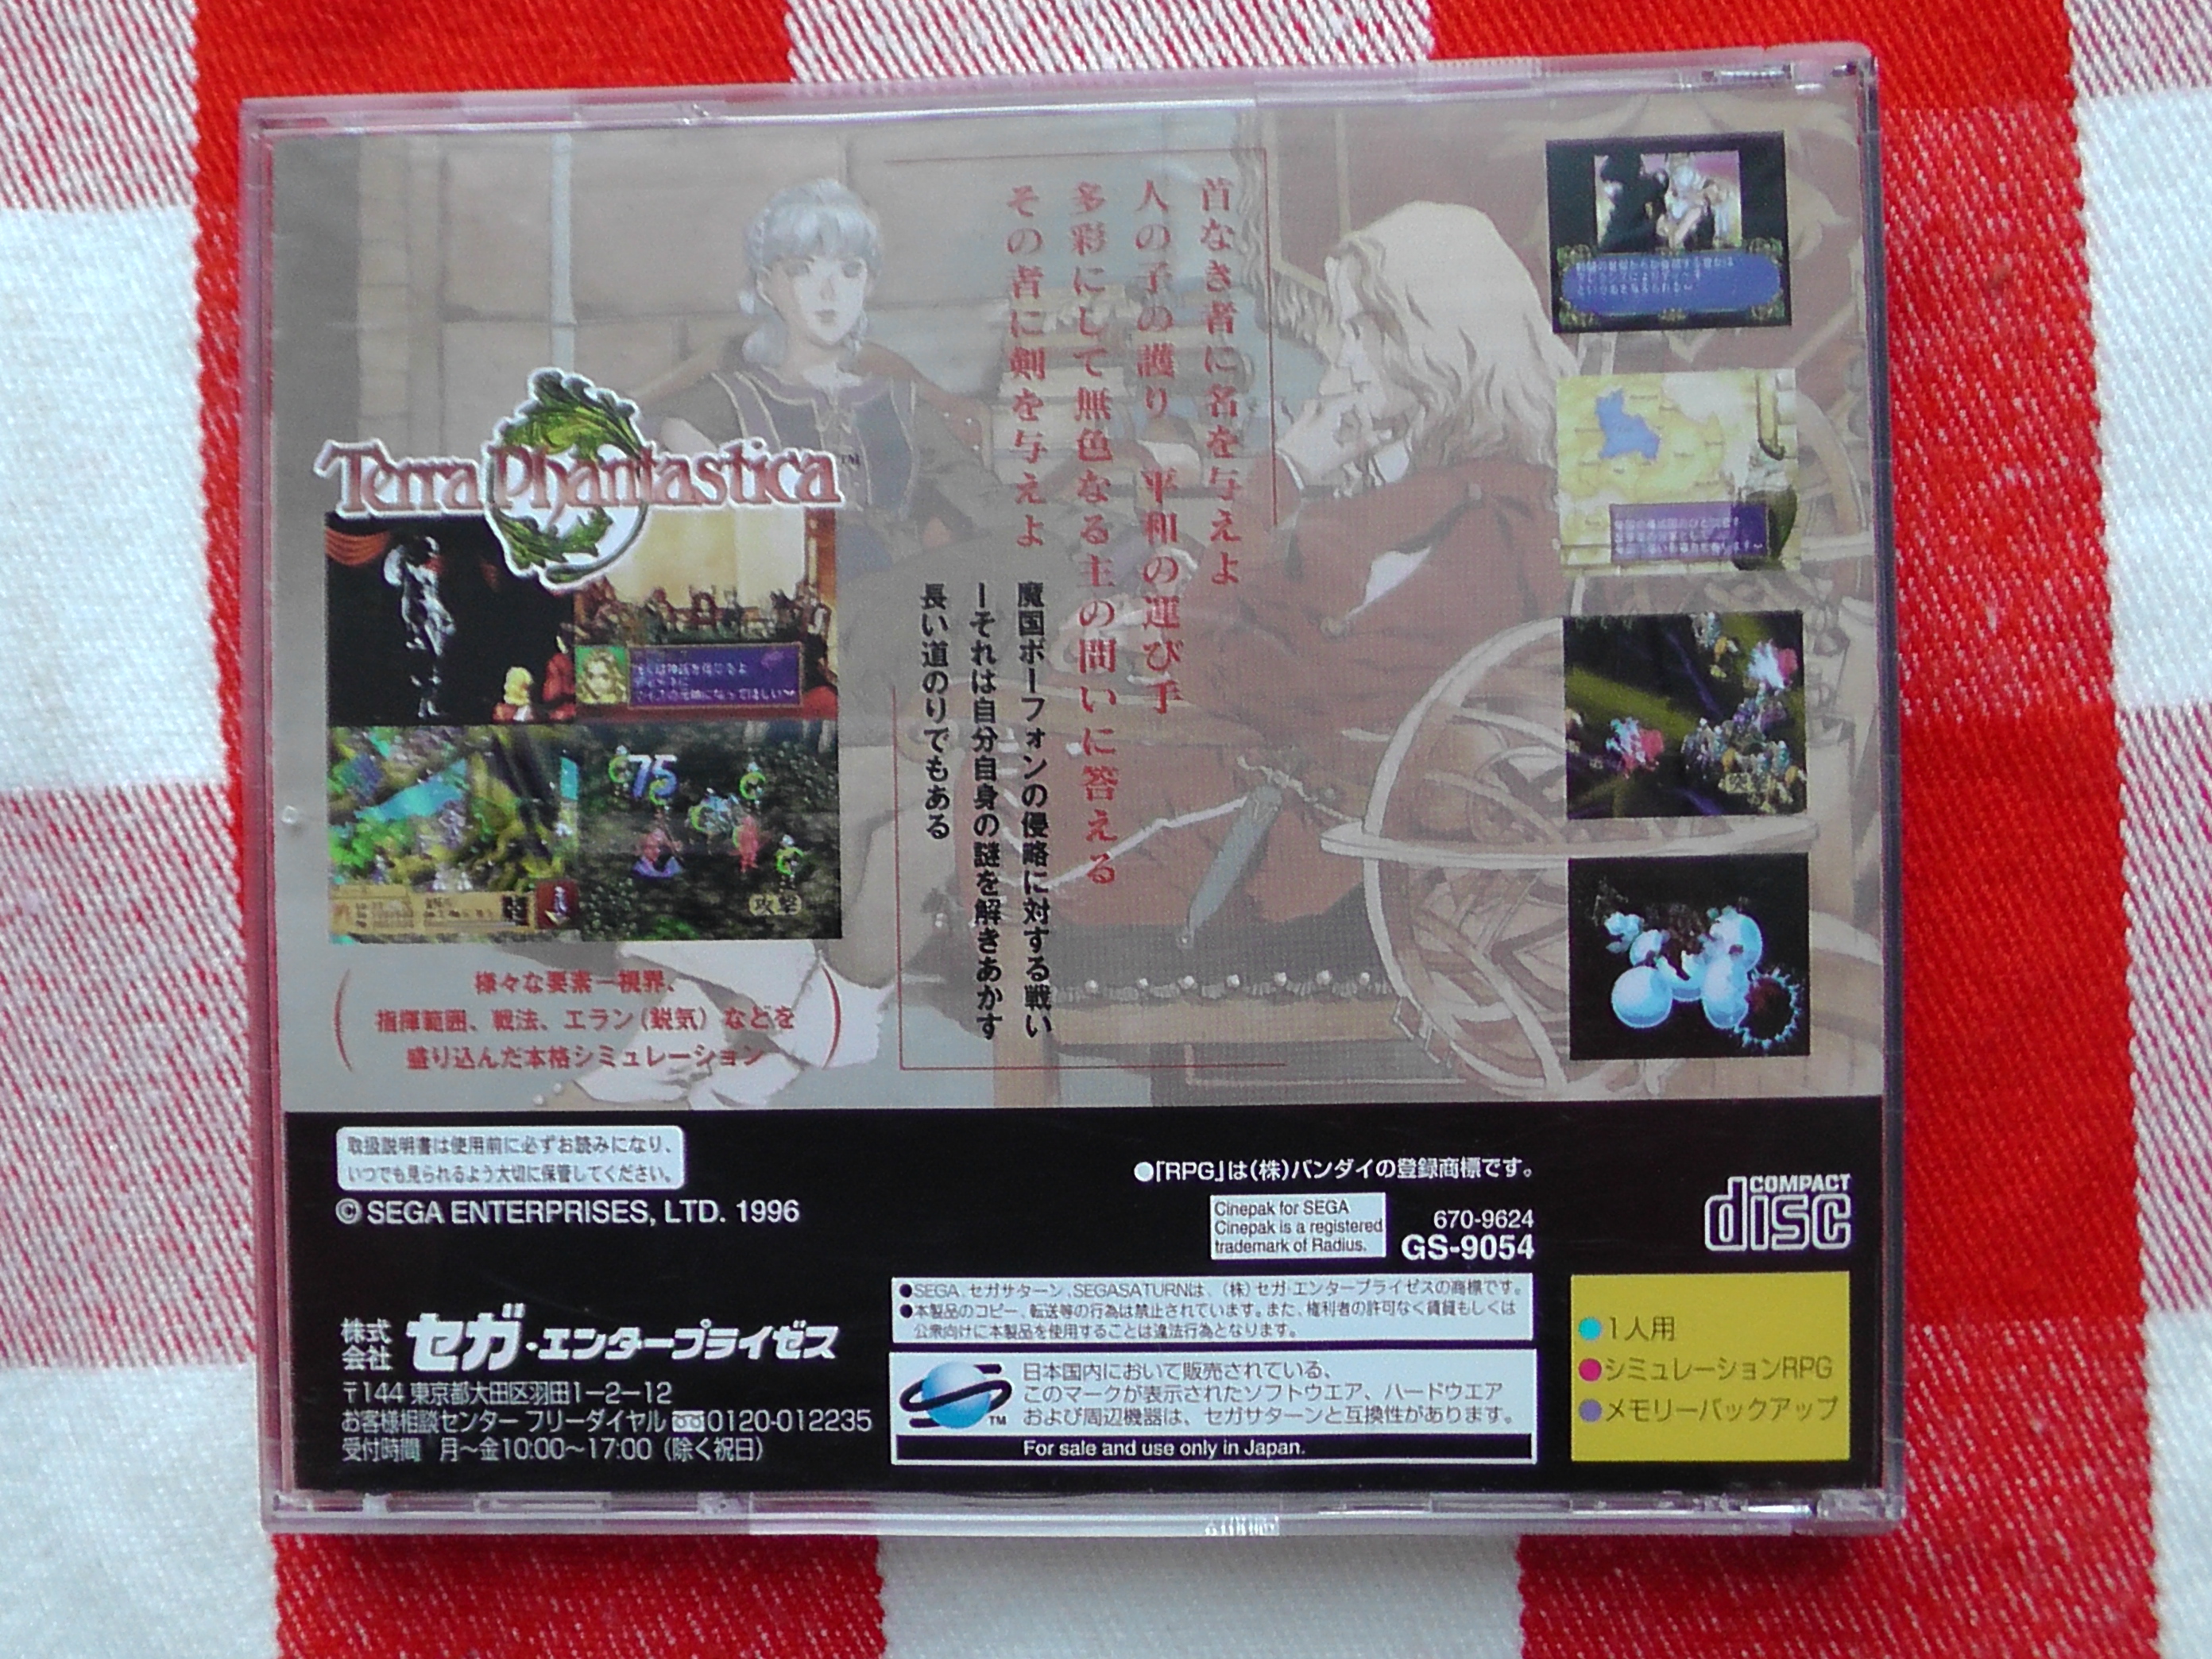 首なき者に名を与えよ
人の子の護り 平和の運び手
多彩にして無色なる主の問いに答える
その者に剣を与えよ
魔国ボーフォンの侵略に対する戦い
ーそれは自分自身の謎を解きあかす
長い道のりでもある
Terra Phantastica™
75
攻撃
様々な要素ー視界、
指揮範囲、戦法、エラン(鋭気)などを
盛り込んだ本格シミュレーション
取扱説明書は使用前に必ずお読みになり、
いつでも見られるよう大切に保管してください。
© SEGA ENTERPRISES, LTD. 1996
株式会社 セガ・エンタープライゼス
〒144 東京都大田区羽田1−2−12
お客様相談センター フリーダイヤル 0120-012235
受付時間 月〜金10:00〜17:00(除く祝日)
●「RPG」は(株)バンダイの登録商標です。
Cinepak for SEGA
Cinepak is a registered
trademark of Radius.
670-9624
GS-9054
●SEGA、セガサターン、SEGASATURNは、(株)セガ・エンタープライゼスの商標です。
●本製品のコピー、転送等の行為は禁止されています。また、権利者の許可なく賃貸もしくは
公衆向けに本製品を使用することは違法行為となります。
日本国内において販売されている、
このマークが表示されたソフトウエア、ハードウエア
および周辺機器は、セガサターンと互換性があります。
TM
For sale and use only in Japan.
COMPACT
disc
●1人用
●シミュレーションRPG
●メモリーバックアップ